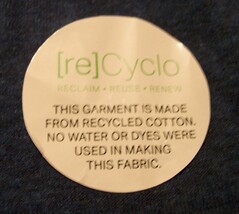 [re]Cyclo
RECLAIM • REUSE • RENEW
THIS GARMENT IS MADE
FROM RECYCLED COTTON.
NO WATER OR DYES WERE
USED IN MAKING
THIS FABRIC.